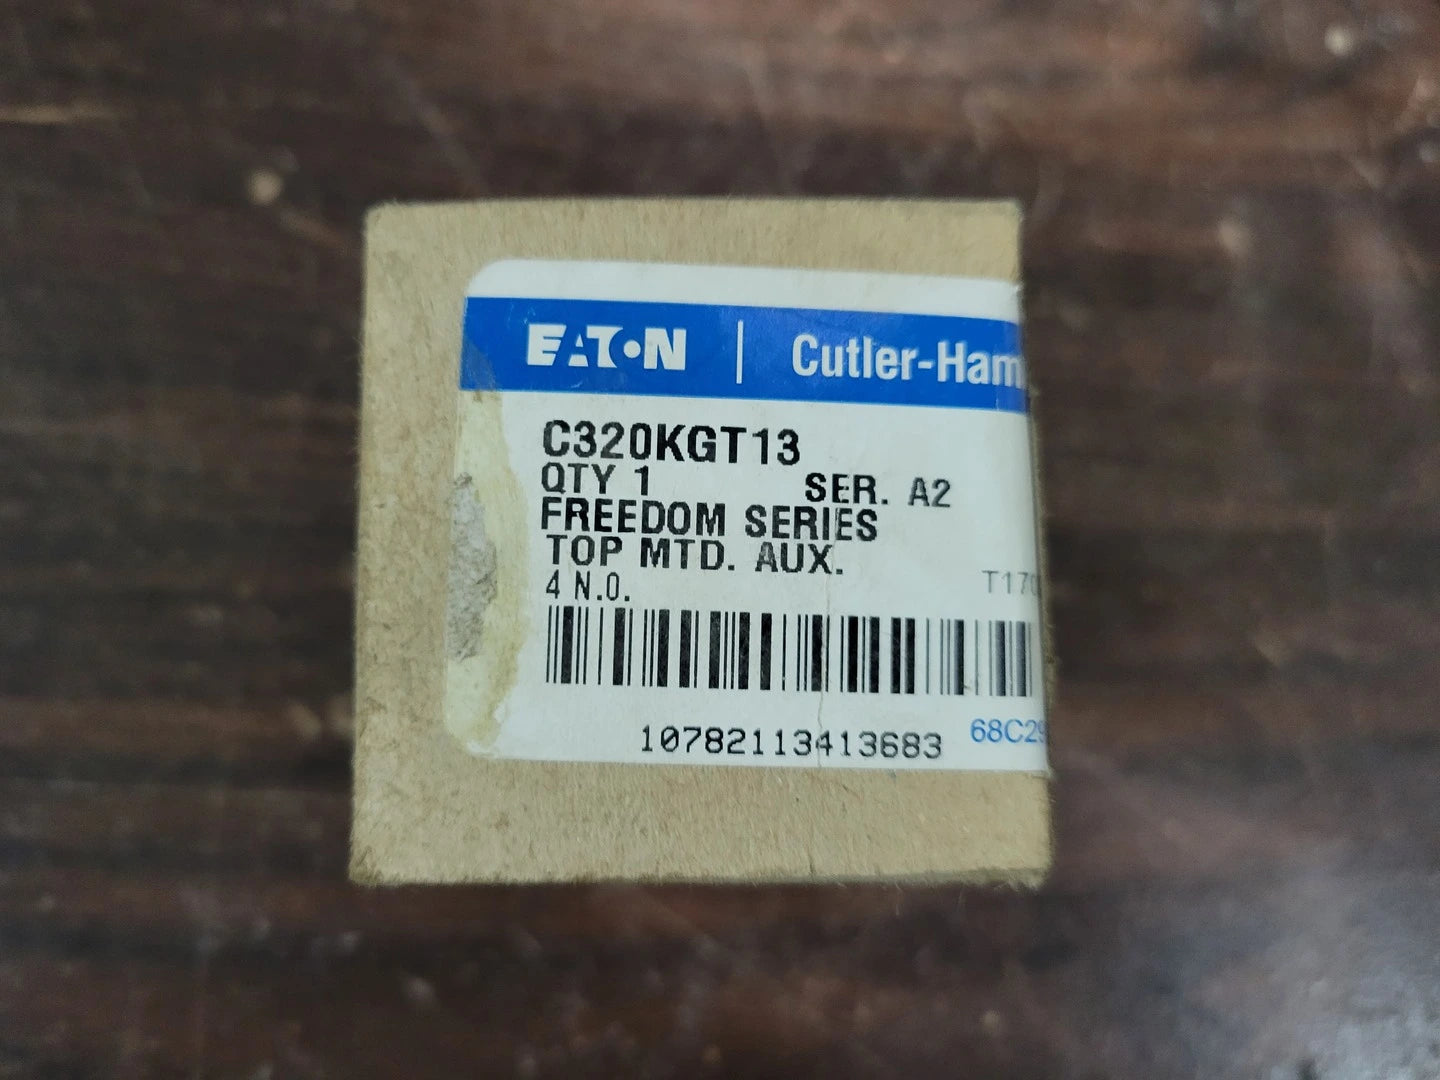 EATON | Cutler-Ham
C320KGT13
QTY 1 SER. A2
FREEDOM SERIES
TOP MTD. AUX.
4 N.O. T170
10782113413683 68C29